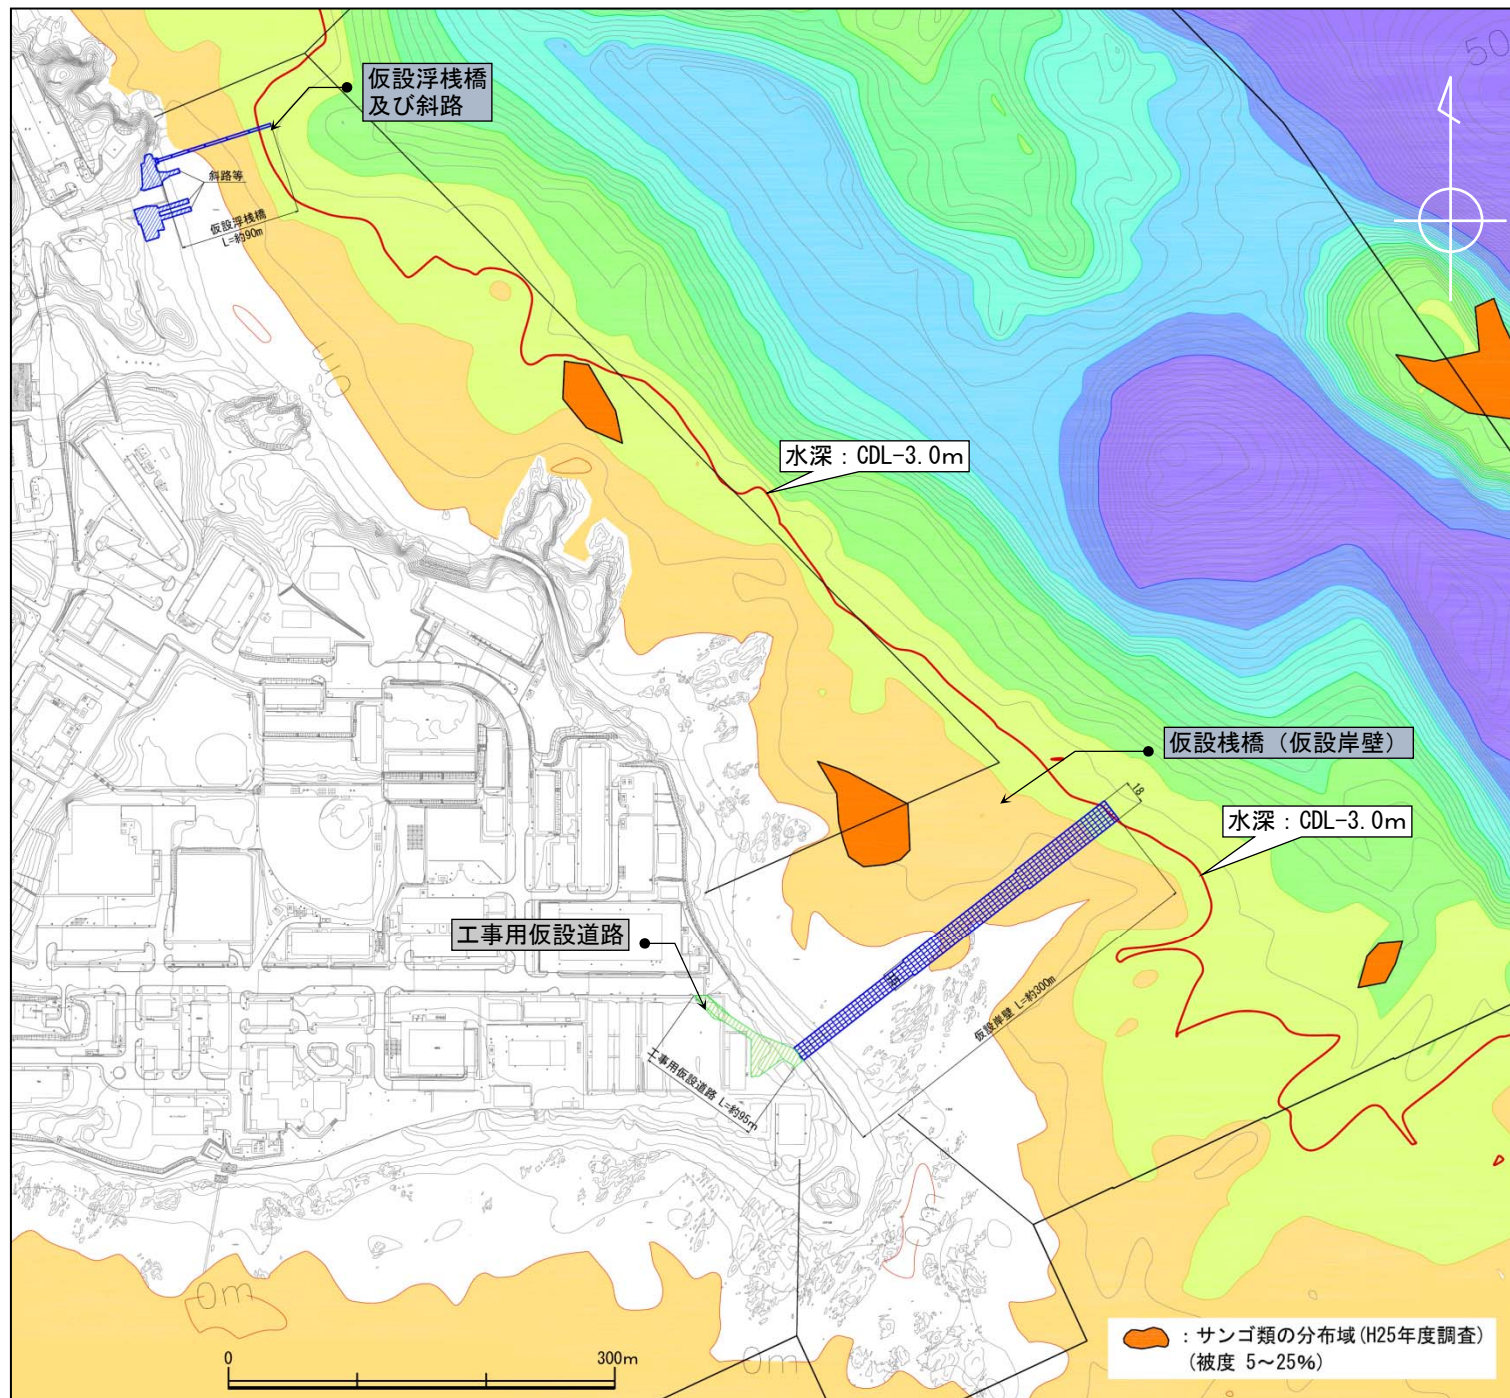 仮設浮桟橋
及び斜路
50
斜路等
仮設浮桟橋
L=約90m
水深：CDL-3.0m
仮設桟橋（仮設岸壁）
18
水深：CDL-3.0m
工事用仮設道路
仮設岸壁 L=約300m
工事用仮設道路 L=約95m
0m
0m
0m
0m
0 300m
：サンゴ類の分布域(H25年度調査)
(被度 5～25%)